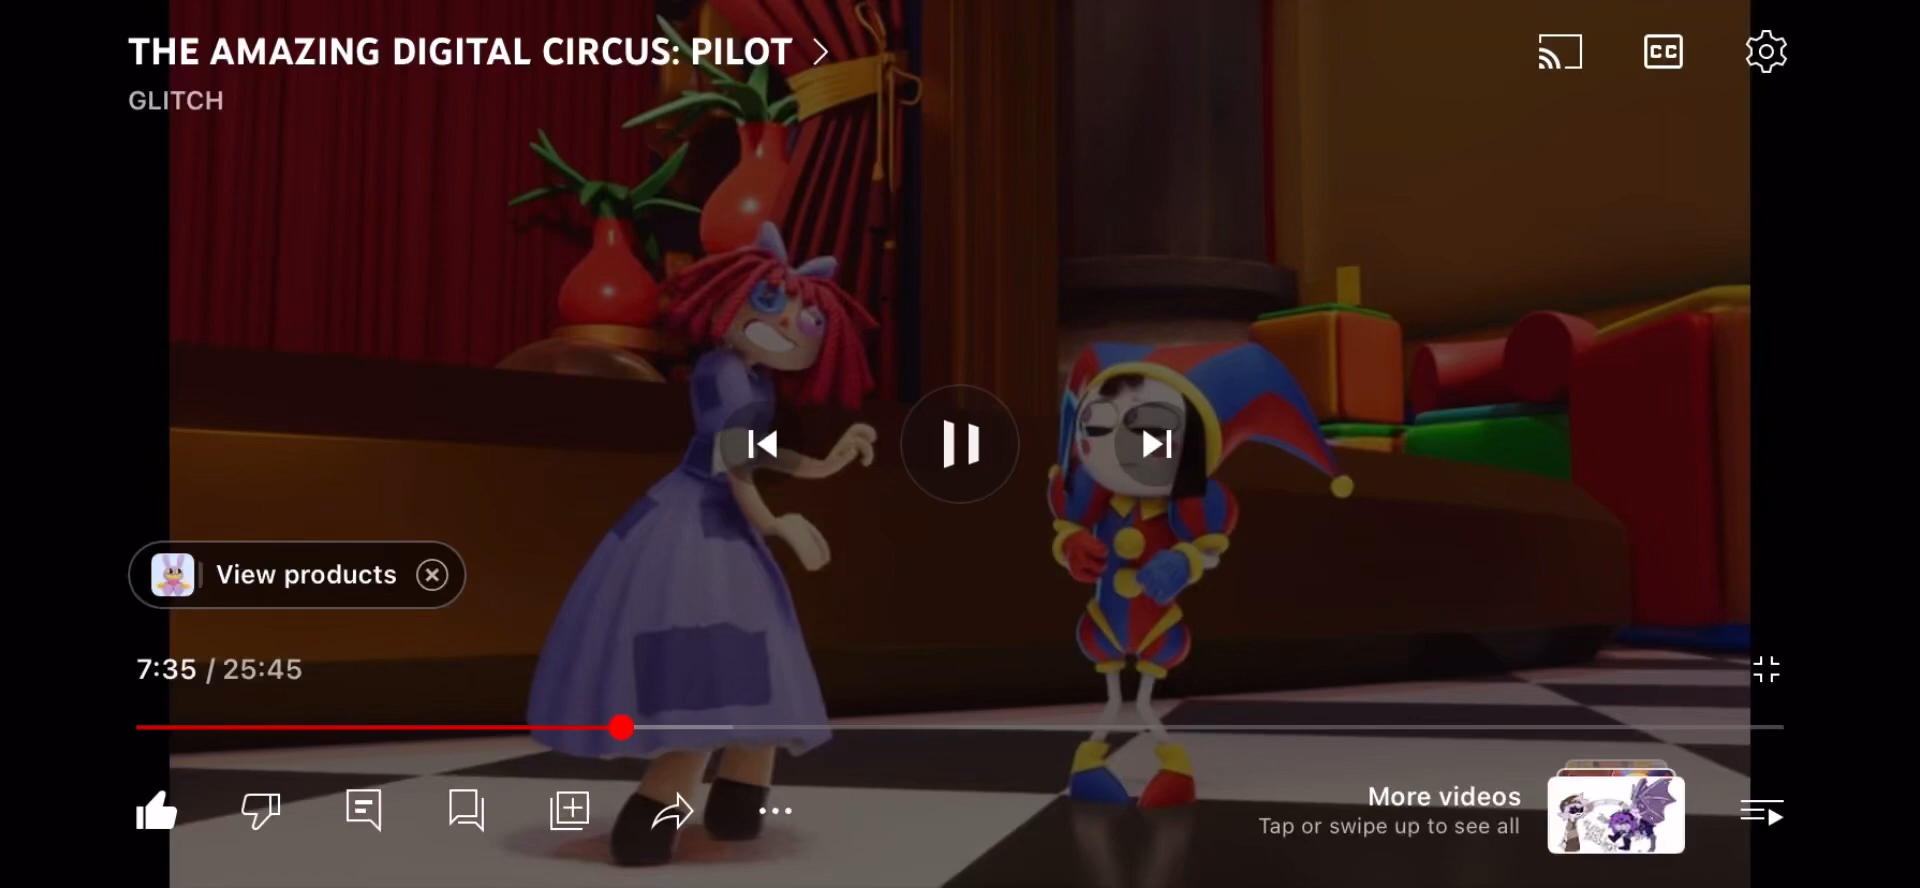 THE AMAZING DIGITAL CIRCUS: PILOT
GLITCH
CC
View products
7:35 / 25:45
More videos
Tap or swipe up to see all